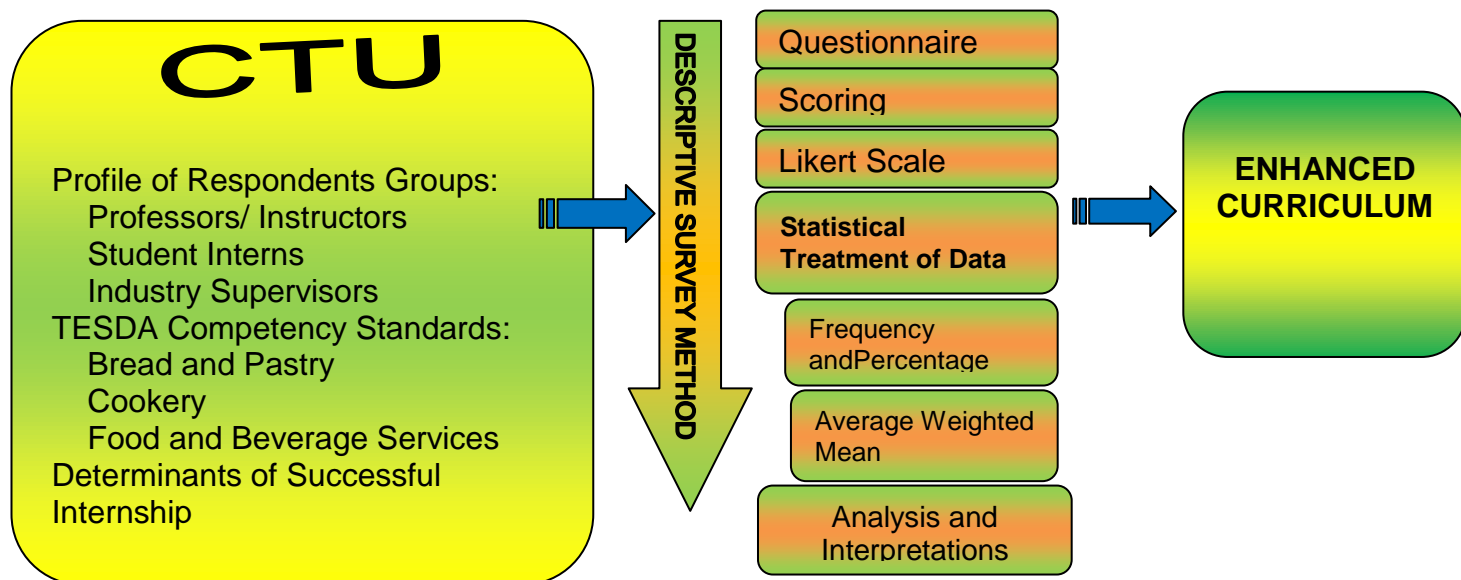 CTU
Profile of Respondents Groups:
Professors/ Instructors
Student Interns
Industry Supervisors
TESDA Competency Standards:
Bread and Pastry
Cookery
Food and Beverage Services
Determinants of Successful
Internship
DESCRIPTIVE SURVEY METHOD
Questionnaire
Scoring
Likert Scale
Statistical
Treatment of Data
Frequency
andPercentage
Average Weighted
Mean
Analysis and
Interpretations
ENHANCED
CURRICULUM